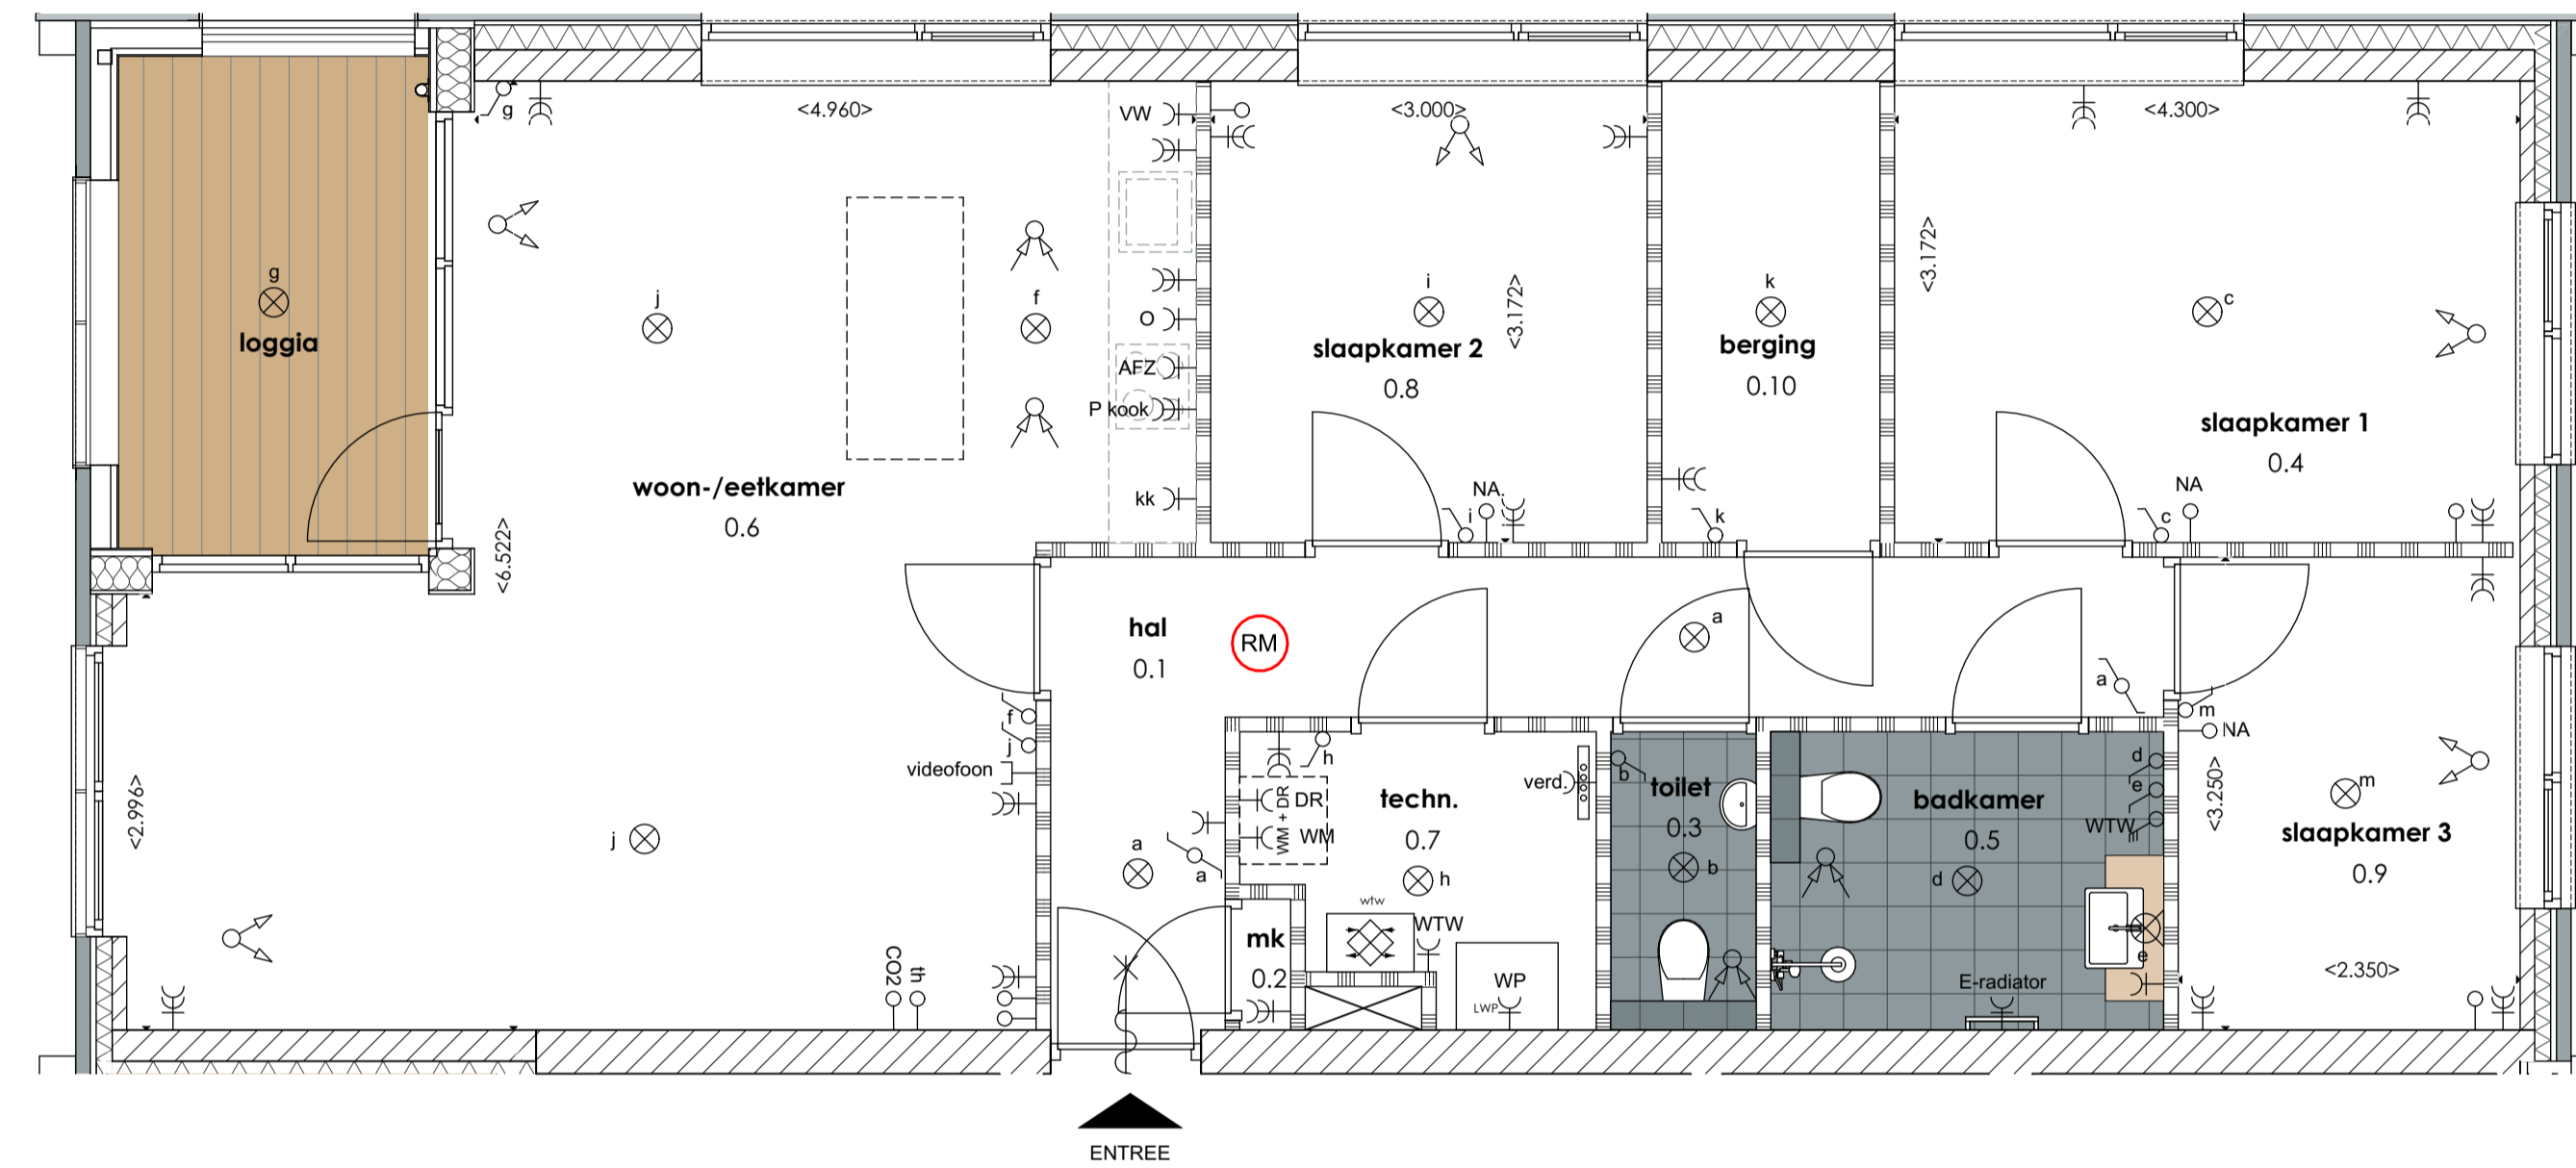 <4.960>
<3.000>
<4.300>
g
VW
<3.172>
g
loggia
j
f
O
AFZ
P kook
kk
i
slaapkamer 2
0.8
<3.172>
k
berging
0.10
c
slaapkamer 1
0.4
woon-/eetkamer
0.6
<6.522>
i
NA.
k
c
NA
hal
0.1
RM
a
a
f
j
videofoon
m
NA
<2.996>
j
h
DR
WM
WM + DR
techn.
0.7
h
verd.
b
toilet
0.3
b
badkamer
0.5
d
d
e
WTW
<3.250>
m
slaapkamer 3
0.9
a
a
wtw
WTW
mk
0.2
WP
LWP
CO2
th
E-radiator
e
<2.350>
ENTREE